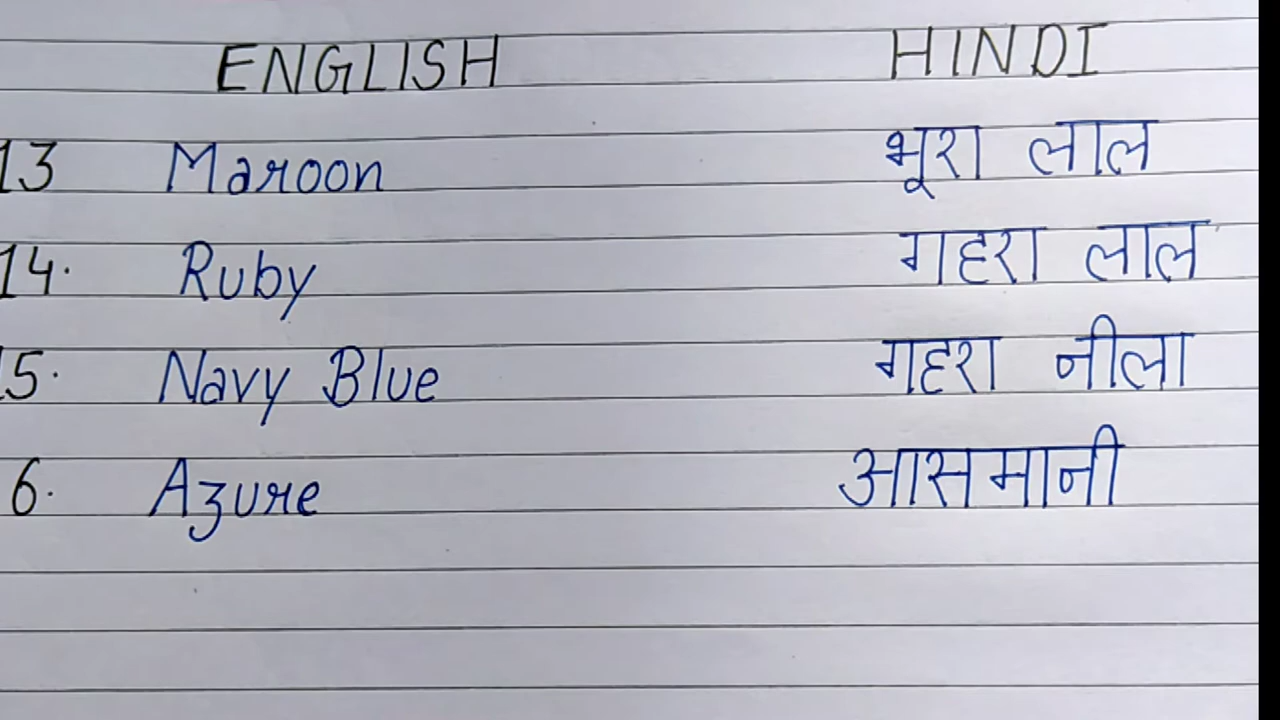 ENGLISH HINDI
13 Maroon भूरा लाल
14. Ruby गहरा लाल
15. Navy Blue गहरा नीला
6. Azure आसमानी